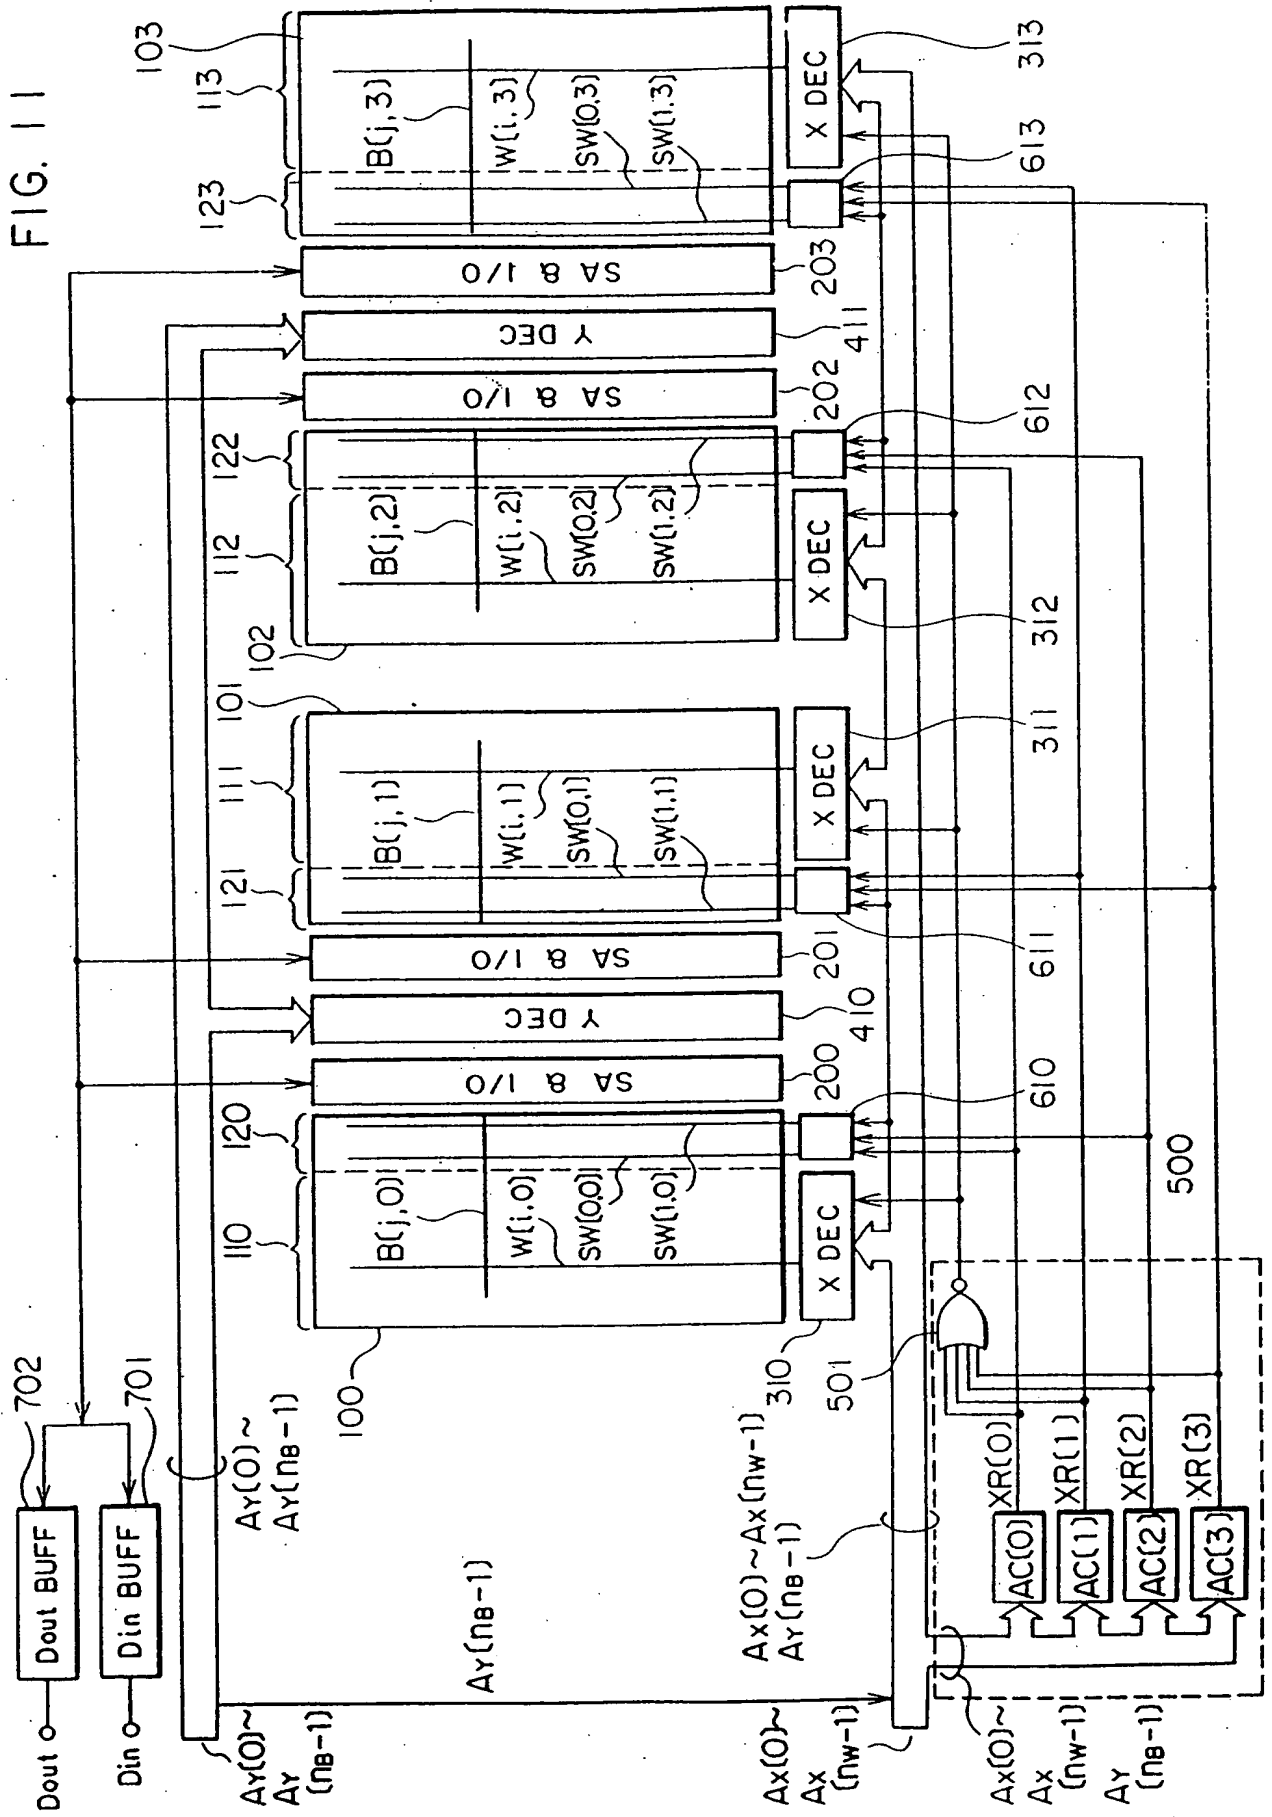 FIG. 11
Dout
Dout BUFF
702
Din
Din BUFF
701
AY(0)~
AY
(nB-1)
AY(0)~
AY(nB-1)
AY(nB-1)
100
110
120
B(j,0)
W(i,0)
SW(0,0)
SW(1,0)
X DEC
310
610
SA & I/O
200
Y DEC
410
SA & I/O
201
121
111
101
B(j,1)
W(i,1)
SW(0,1)
SW(1,1)
X DEC
611
311
102
112
122
B(j,2)
W(i,2)
SW(0,2)
SW(1,2)
X DEC
312
612
SA & I/O
202
Y DEC
411
SA & I/O
203
123
113
103
B(j,3)
W(i,3)
SW(0,3)
SW(1,3)
X DEC
613
313
AX(0)~
AX
(nW-1)
AX(0)~AX(nW-1)
AY(nB-1)
501
500
AX(0)~
AX
(nW-1)
AY
(nB-1)
AC(0)
XR(0)
AC(1)
XR(1)
AC(2)
XR(2)
AC(3)
XR(3)